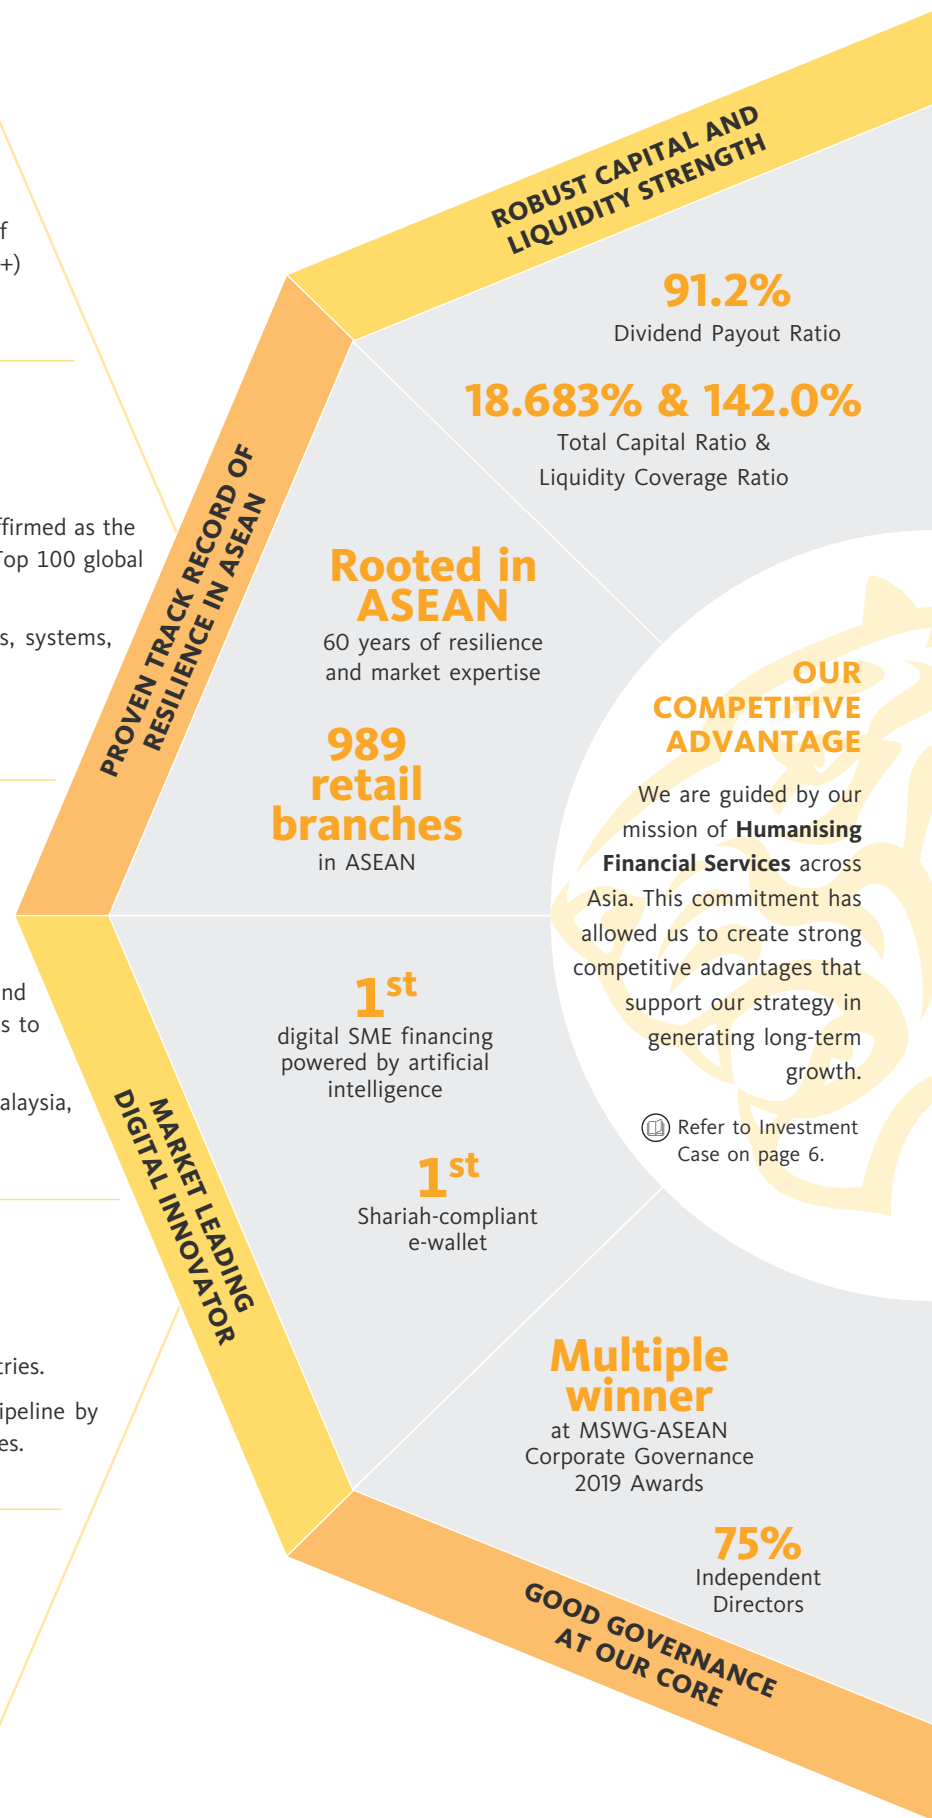 f
+)
ffirmed as the
Top 100 global
s, systems,
nd
s to
alaysia,
tries.
ipeline by
es.
ROBUST CAPITAL AND
LIQUIDITY STRENGTH
91.2%
Dividend Payout Ratio
18.683% & 142.0%
Total Capital Ratio &
Liquidity Coverage Ratio
PROVEN TRACK RECORD OF
RESILIENCE IN ASEAN
Rooted in
ASEAN
60 years of resilience
and market expertise
989
retail
branches
in ASEAN
OUR
COMPETITIVE
ADVANTAGE
We are guided by our
mission of Humanising
Financial Services across
Asia. This commitment has
allowed us to create strong
competitive advantages that
support our strategy in
generating long-term
growth.
Refer to Investment
Case on page 6.
MARKET LEADING
DIGITAL INNOVATOR
1st
digital SME financing
powered by artificial
intelligence
1st
Shariah-compliant
e-wallet
Multiple
winner
at MSWG-ASEAN
Corporate Governance
2019 Awards
75%
Independent
Directors
GOOD GOVERNANCE
AT OUR CORE